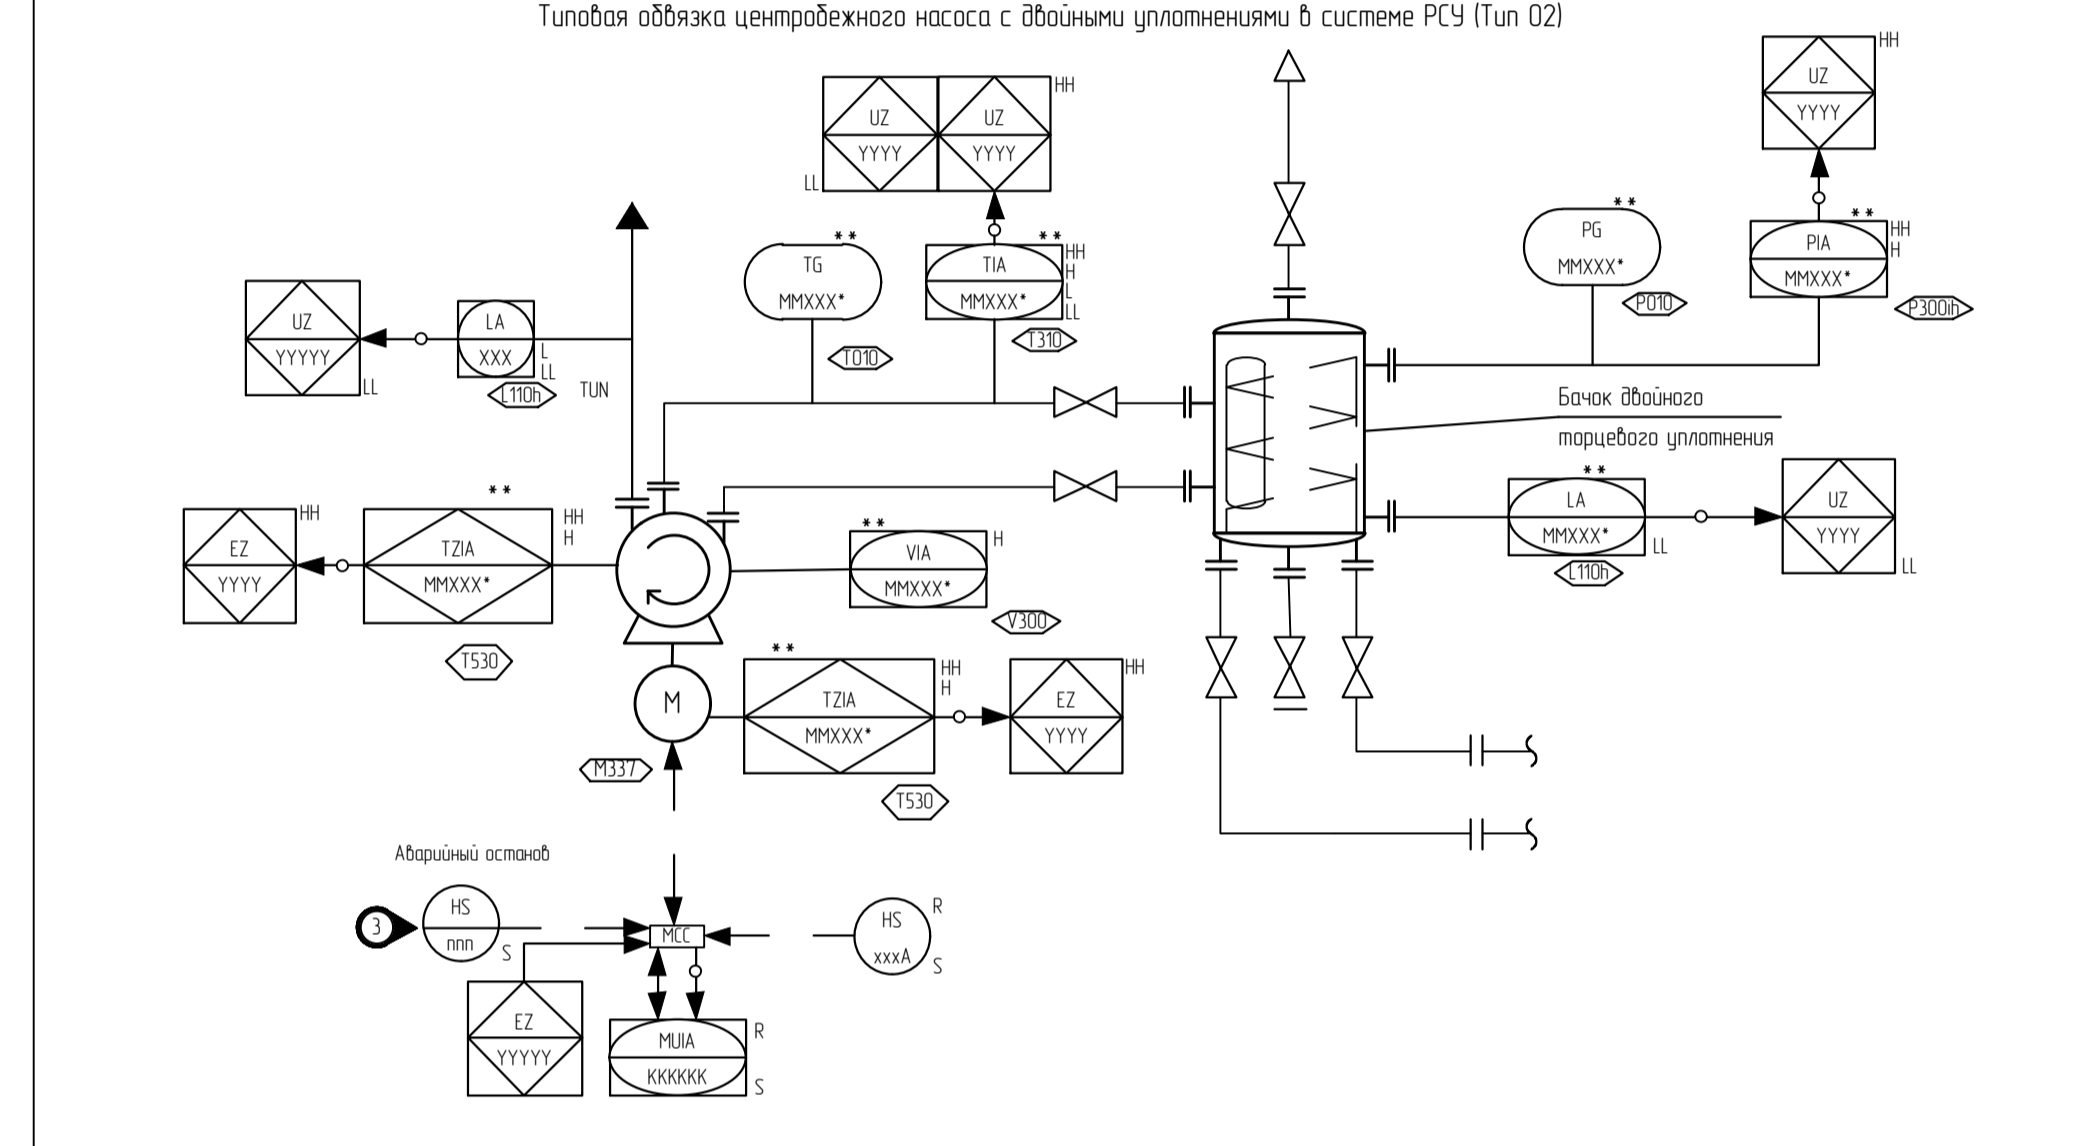 Типовая обвязка центробежного насоса с двойными уплотнениями в системе РСУ (Тип 02)
HH
UZ
YYYY
HH
UZ
YYYY
UZ
YYYY
LL
**
PG
MMXXX*
P010
**
PIA
MMXXX*
HH
H
P300ih
**
TG
MMXXX*
T010
**
TIA
MMXXX*
HH
H
L
LL
T310
UZ
YYYYY
LL
LA
XXX
L
LL
L110h
TUN
Бачок двойного
торцевого уплотнения
**
LA
MMXXX*
LL
L110h
UZ
YYYY
LL
EZ
YYYY
HH
**
TZIA
MMXXX*
HH
H
T530
**
VIA
MMXXX*
H
V300
M
**
TZIA
MMXXX*
HH
H
T530
EZ
YYYY
HH
M337
Аварийный останов
3
HS
ппп
S
MCC
HS
xxxA
R
S
EZ
YYYYY
MUIA
KKKKKK
R
S